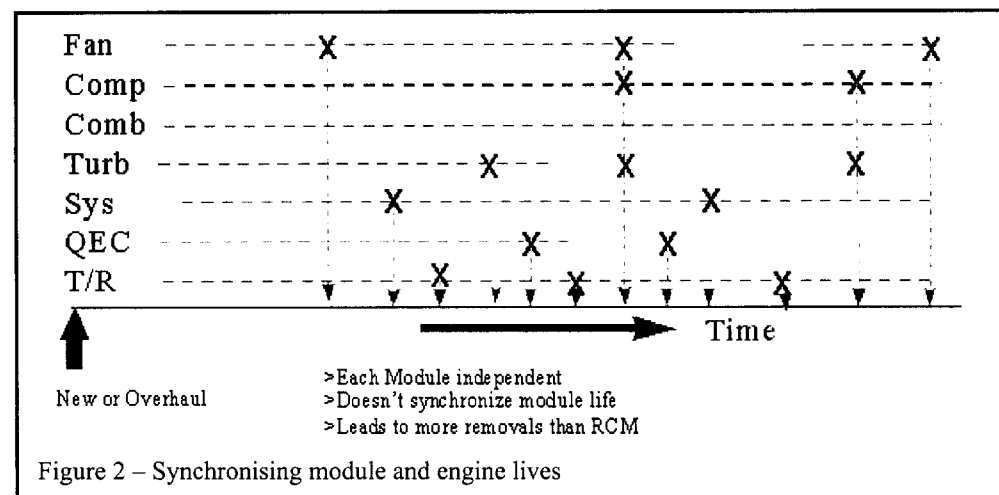 Fan
Comp
Comb
Turb
Sys
QEC
T/R
Time
New or Overhaul
>Each Module independent
>Doesn't synchronize module life
>Leads to more removals than RCM
Figure 2 – Synchronising module and engine lives